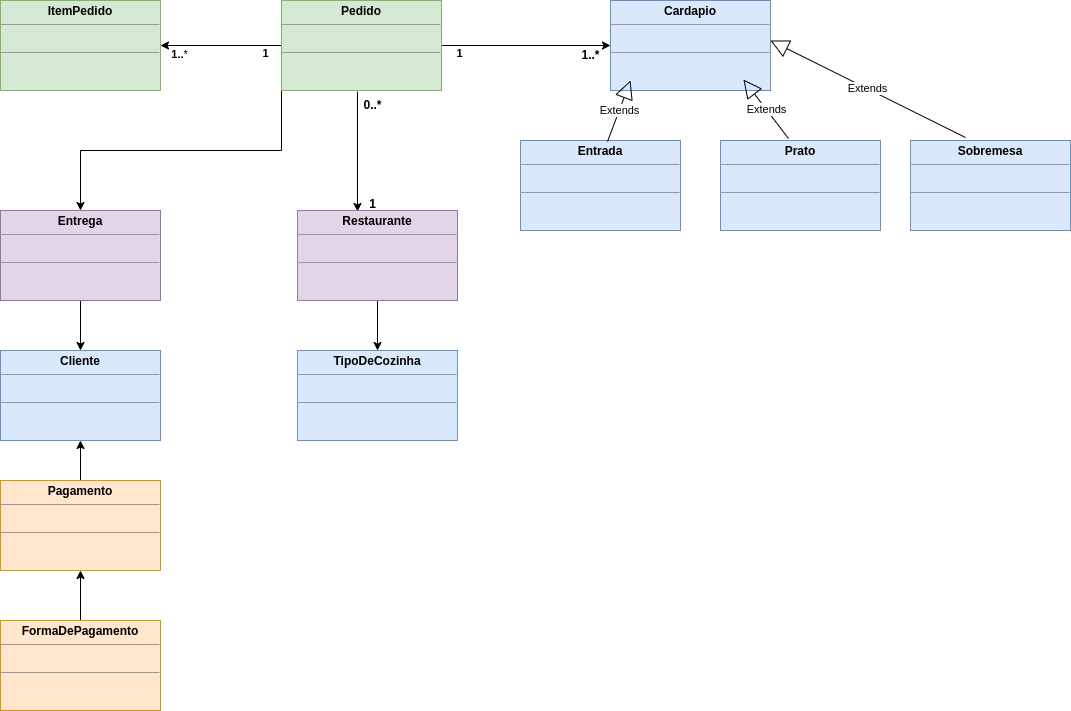 ItemPedido
Pedido
Cardapio
1..*
1
1
1..*
Extends
Extends
Extends
0..*
Entrada
Prato
Sobremesa
1
Entrega
Restaurante
Cliente
TipoDeCozinha
Pagamento
FormaDePagamento